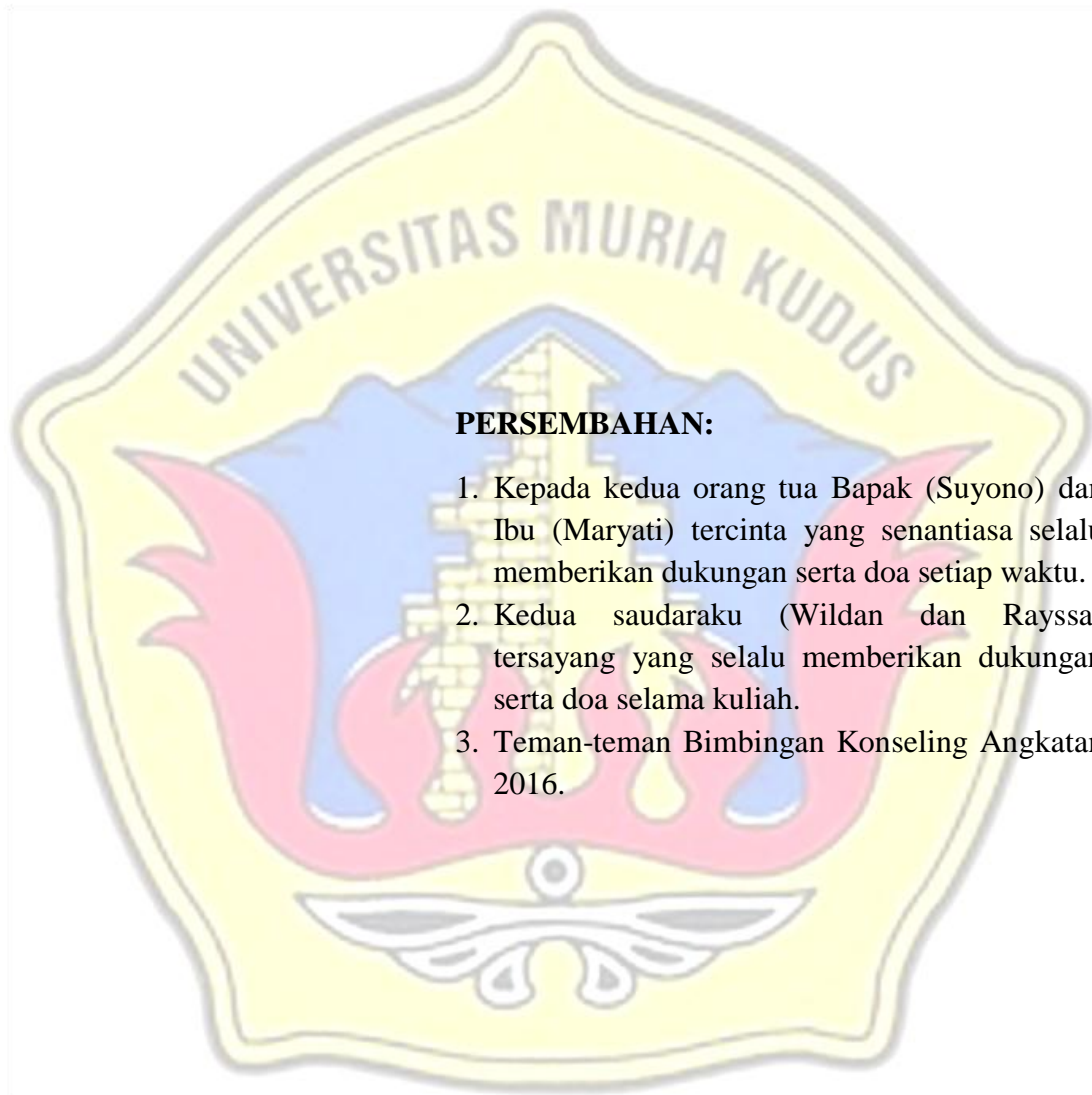 UNIVERSITAS MURIA KUDUS
PERSEMBAHAN:
1. Kepada kedua orang tua Bapak (Suyono) dan
Ibu (Maryati) tercinta yang senantiasa selalu
memberikan dukungan serta doa setiap waktu.
2. Kedua saudaraku (Wildan dan Rayssa)
tersayang yang selalu memberikan dukungan
serta doa selama kuliah.
3. Teman-teman Bimbingan Konseling Angkatan
2016.